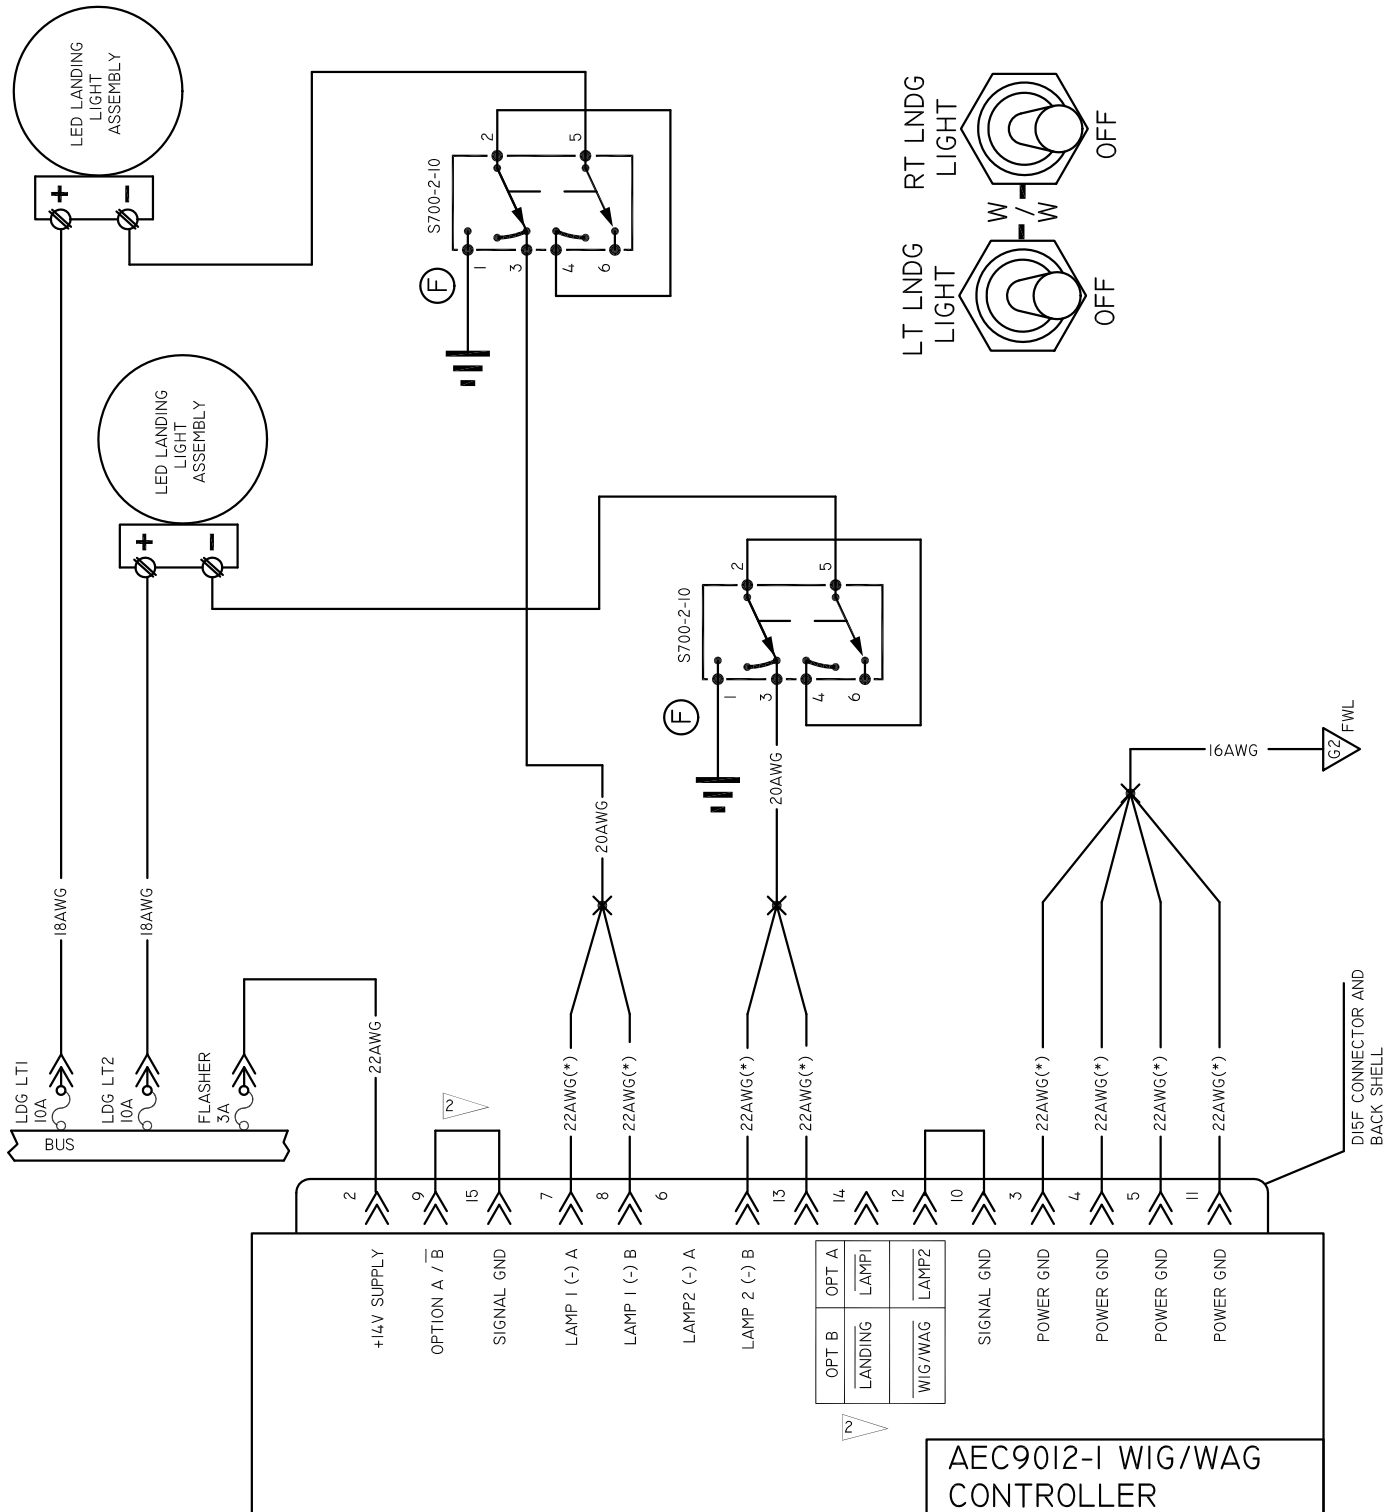 LED LANDING
LIGHT
ASSEMBLY
+
-
S700-2-10
2
5
1
3
4
6
F
RT LNDG
LIGHT
OFF
W
/
W
LT LNDG
LIGHT
OFF
LED LANDING
LIGHT
ASSEMBLY
+
-
S700-2-10
2
5
1
3
4
6
F
18AWG
18AWG
20AWG
20AWG
16AWG
G2
FWL
LDG LT1
10A
LDG LT2
10A
FLASHER
3A
BUS
22AWG
2
22AWG(*)
22AWG(*)
22AWG(*)
22AWG(*)
22AWG(*)
22AWG(*)
22AWG(*)
22AWG(*)
D15F CONNECTOR AND
BACK SHELL
2
9
15
7
8
6
13
14
12
10
3
4
5
11
+14V SUPPLY
OPTION A / B
SIGNAL GND
LAMP 1 (-) A
LAMP 1 (-) B
LAMP2 (-) A
LAMP 2 (-) B
OPT B OPT A
LANDING LAMP1
WIG/WAG LAMP2
SIGNAL GND
POWER GND
POWER GND
POWER GND
POWER GND
2
AEC9012-1 WIG/WAG
CONTROLLER